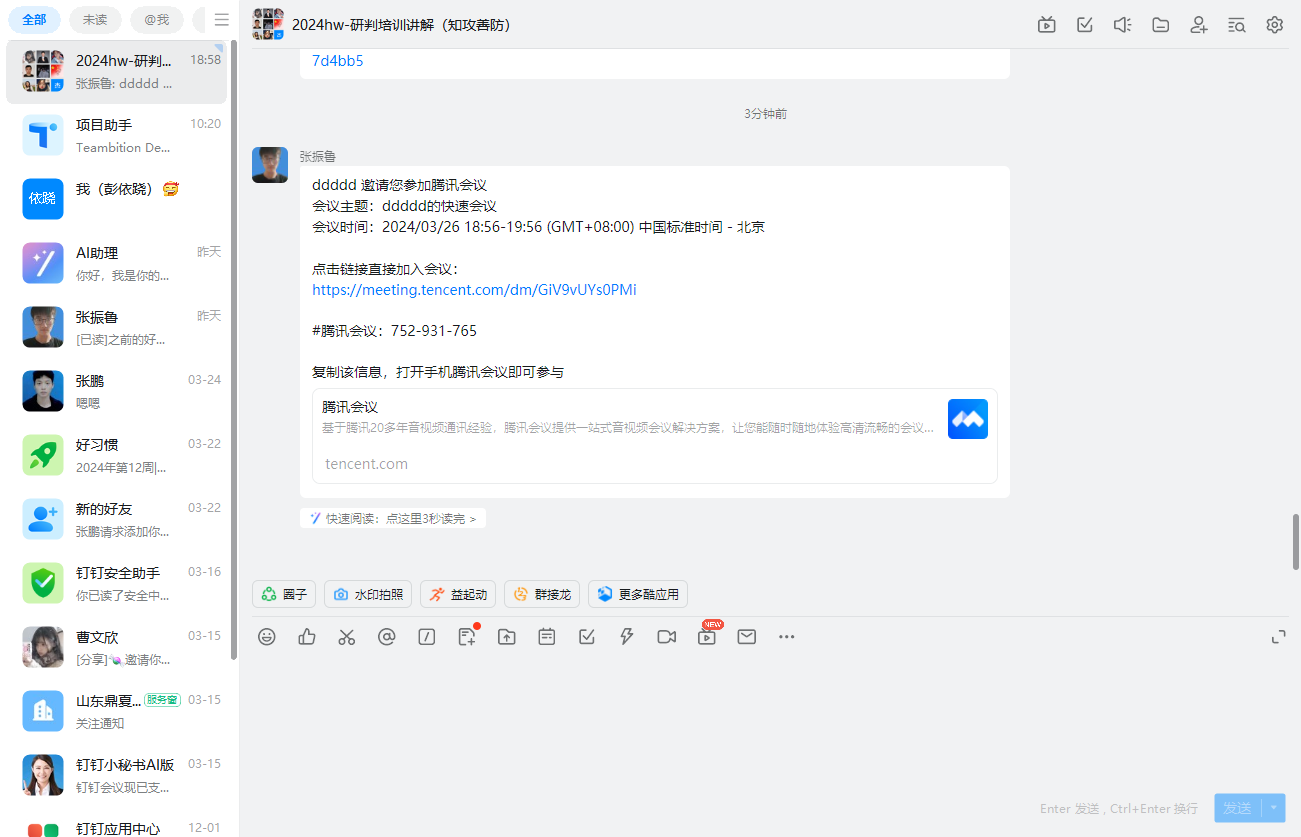 全部 未读 @我
2024hw-研判... 18:58
张振鲁: ddddd ...
项目助手 10:20
Teambition De...
依晓
我（彭依晓）
AI助理 昨天
你好，我是你的...
张振鲁 昨天
[已读]之前的好...
张鹏 03-24
嗯嗯
好习惯 03-22
2024年第12周|...
新的好友 03-22
张鹏请求添加你...
钉钉安全助手 03-16
你已读了安全中...
曹文欣 03-15
[分享]🍬邀请你...
山东鼎夏... 服务窗 03-15
关注通知
钉钉小秘书AI版 03-15
钉钉会议现已支...
钉钉应用中心 12-01
2024hw-研判培训讲解（知攻善防）
7d4bb5
3分钟前
张振鲁
ddddd 邀请您参加腾讯会议
会议主题：ddddd的快速会议
会议时间：2024/03/26 18:56-19:56 (GMT+08:00) 中国标准时间 - 北京
点击链接直接加入会议：
https://meeting.tencent.com/dm/GiV9vUYs0PMi
#腾讯会议：752-931-765
复制该信息，打开手机腾讯会议即可参与
腾讯会议
基于腾讯20多年音视频通讯经验，腾讯会议提供一站式音视频会议解决方案，让您能随时随地体验高清流畅的会议...
tencent.com
快速阅读：点这里3秒读完 >
圈子 水印拍照 益起动 群接龙 更多酷应用
NEW
Enter 发送 , Ctrl+Enter 换行 发送